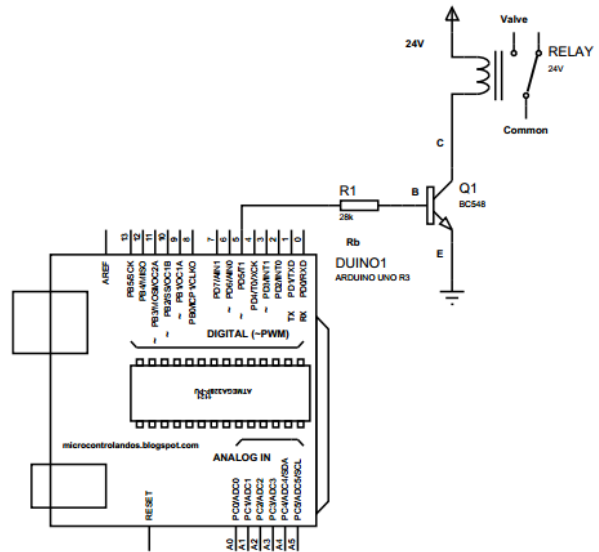 Valve
24V
RELAY
24V
Common
C
R1
28k
B
Q1
BC548
Rb
E
DUINO1
ARDUINO UNO R3
13
12
~ 11
~ 10
~ 9
8
7
~ 6
~ 5
4
~ 3
2
1
0
AREF
PB5/SCK
PB4/MISO
PB3/MOSI/OC2A
PB2/SS/OC1B
PB1/OC1A
PB0/ICP1/CLKO
PD7/AIN1
PD6/AIN0
PD5/T1
PD4/T0/XCK
PD3/INT1
PD2/INT0
TX PD1/TXD
RX PD0/RXD
DIGITAL (~PWM)
1121
ATMEGA328P-PU
microcontrolandos.blogspot.com
ANALOG IN
RESET
PC0/ADC0
PC1/ADC1
PC2/ADC2
PC3/ADC3
PC4/ADC4/SDA
PC5/ADC5/SCL
A0
A1
A2
A3
A4
A5